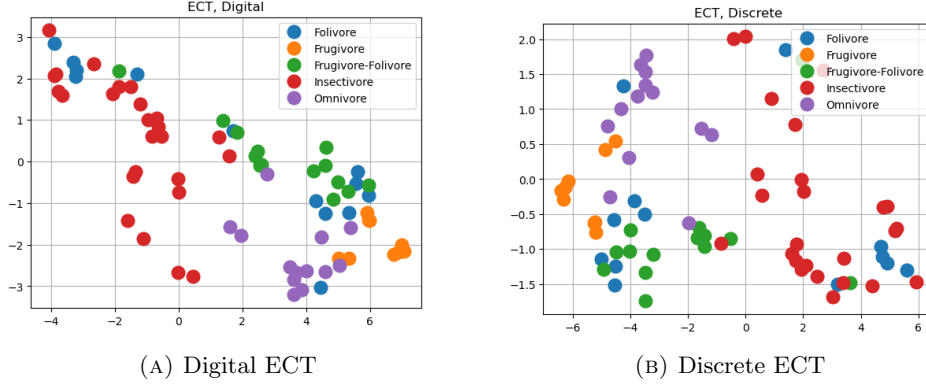 ECT, Digital
3
2
1
0
−1
−2
−3
−4
−2
0
2
4
6
Folivore
Frugivore
Frugivore-Folivore
Insectivore
Omnivore
(A) Digital ECT
ECT, Discrete
2.0
1.5
1.0
0.5
0.0
−0.5
−1.0
−1.5
−6
−4
−2
0
2
4
6
Folivore
Frugivore
Frugivore-Folivore
Insectivore
Omnivore
(B) Discrete ECT